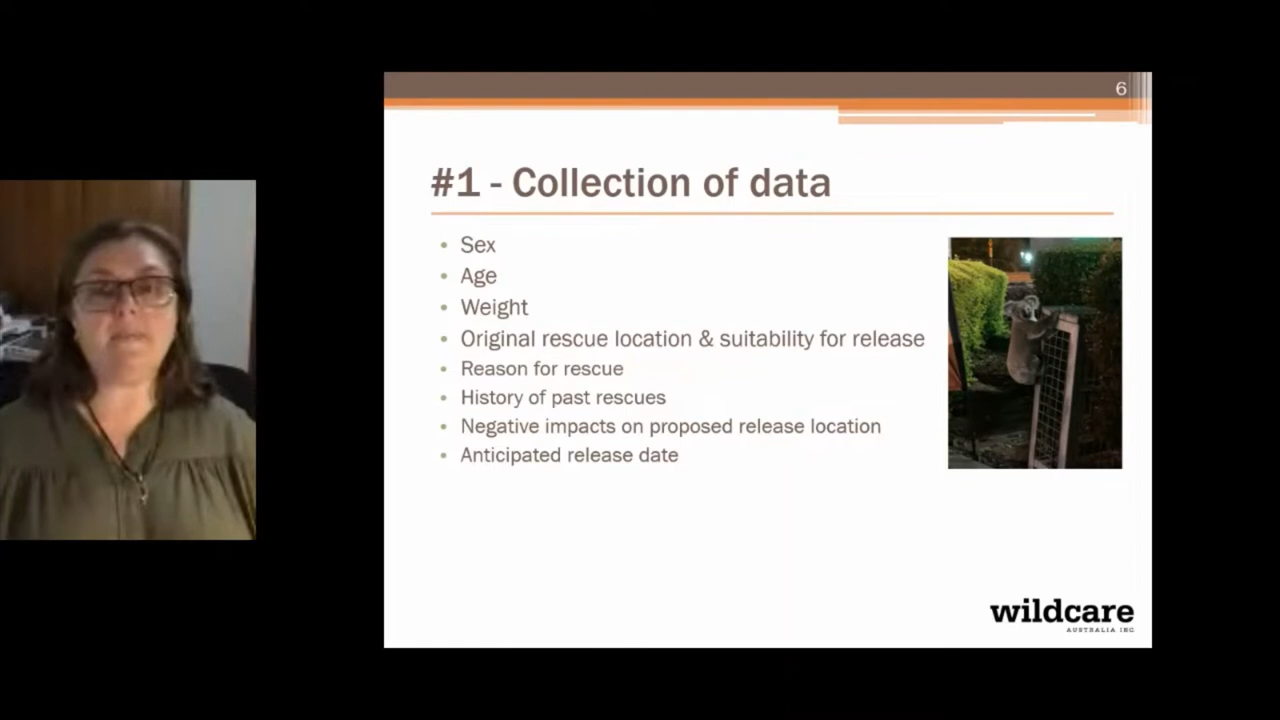 6
#1 - Collection of data
• Sex
• Age
• Weight
• Original rescue location & suitability for release
• Reason for rescue
• History of past rescues
• Negative impacts on proposed release location
• Anticipated release date
wildcare
AUSTRALIA INC.